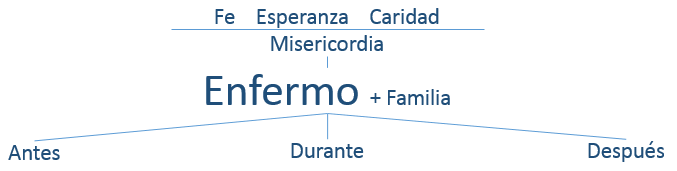 Fe Esperanza Caridad
Misericordia
Enfermo + Familia
Antes Durante Después